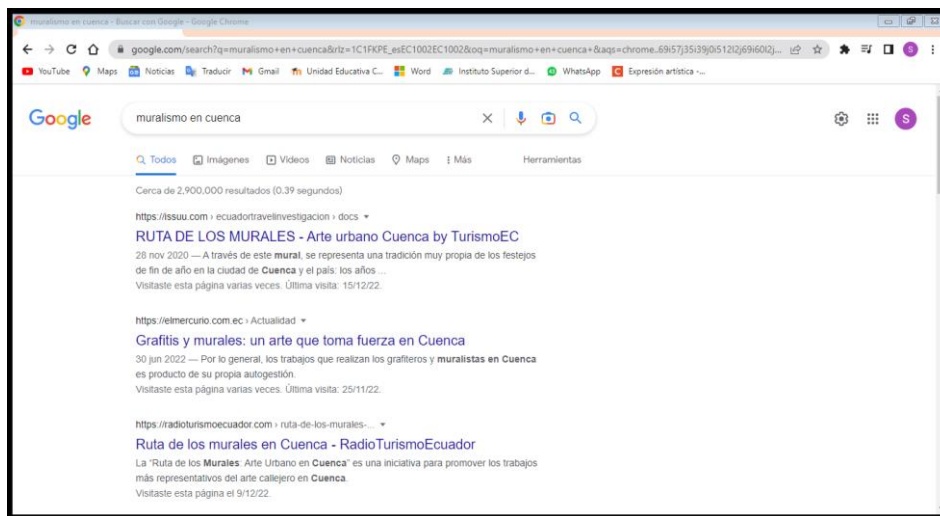 muralismo en cuenca - Buscar con Google - Google Chrome
google.com/search?q=muralismo+en+cuenca&rlz=1C1FKPE_esEC1002EC1002&oq=muralismo+en+cuenca+&aqs=chrome..69i57j35i39j0i512l2j69i60l2j...
YouTube Maps Noticias Traducir Gmail Unidad Educativa C... Word Instituto Superior d... WhatsApp Expresión artística -...
Google muralismo en cuenca S
Todos Imágenes Videos Noticias Maps Más Herramientas
Cerca de 2,900,000 resultados (0.39 segundos)
https://issuu.com › ecuadortravelinvestigacion › docs
RUTA DE LOS MURALES - Arte urbano Cuenca by TurismoEC
28 nov 2020 — A través de este mural, se representa una tradición muy propia de los festejos
de fin de año en la ciudad de Cuenca y el país: los años ...
Visitaste esta página varias veces. Última visita: 15/12/22.
https://elmercurio.com.ec › Actualidad
Grafitis y murales: un arte que toma fuerza en Cuenca
30 jun 2022 — Por lo general, los trabajos que realizan los grafiteros y muralistas en Cuenca
es producto de su propia autogestión.
Visitaste esta página varias veces. Última visita: 25/11/22.
https://radioturismoecuador.com › ruta-de-los-murales-...
Ruta de los murales en Cuenca - RadioTurismoEcuador
La "Ruta de los Murales: Arte Urbano en Cuenca" es una iniciativa para promover los trabajos
más representativos del arte callejero en Cuenca.
Visitaste esta página el 9/12/22.